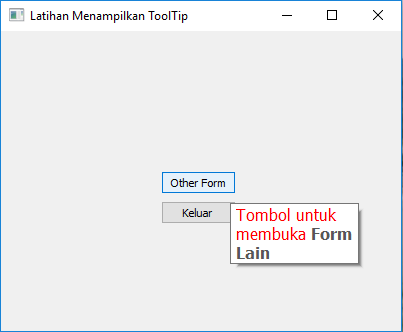 Latihan Menampilkan ToolTip
Other Form
Keluar
Tombol untuk
membuka Form
Lain